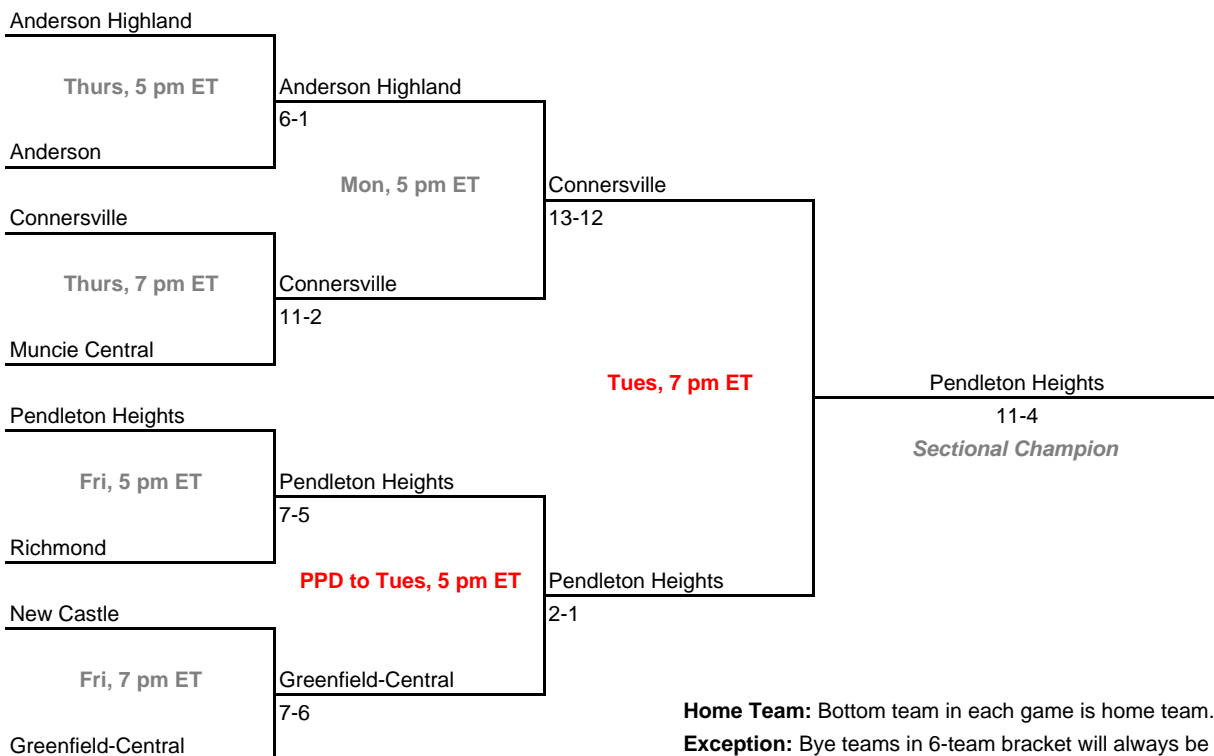 Anderson Highland
Thurs, 5 pm ET
Anderson Highland
6-1
Anderson
Mon, 5 pm ET
Connersville
13-12
Connersville
Thurs, 7 pm ET
Connersville
11-2
Muncie Central
Tues, 7 pm ET
Pendleton Heights
11-4
Sectional Champion
Pendleton Heights
Fri, 5 pm ET
Pendleton Heights
7-5
Richmond
PPD to Tues, 5 pm ET
Pendleton Heights
2-1
New Castle
Fri, 7 pm ET
Greenfield-Central
7-6
Greenfield-Central
Home Team: Bottom team in each game is home team.
Exception: Bye teams in 6-team bracket will always be